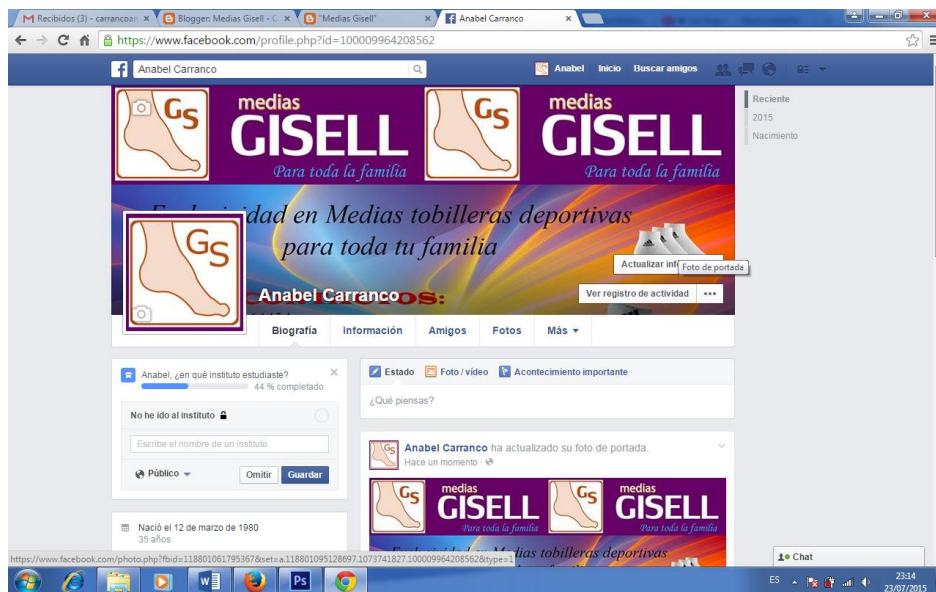 Recibidos (3) - carrancoan
Blogger: Medias Gisell - C
"Medias Gisell"
Anabel Carranco
https://www.facebook.com/profile.php?id=100009964208562
Anabel Carranco
Anabel Inicio Buscar amigos
Reciente
2015
Nacimiento
GS medias GISELL Para toda la familia
GS medias GISELL Para toda la familia
en Medias tobilleras deportivas
para toda tu familia
GS
Actualizar inf
Foto de portada
Anabel Carranco
Ver registro de actividad
Biografía Información Amigos Fotos Más
Anabel, ¿en qué instituto estudiaste?
44 % completado
No he ido al instituto
Escribe el nombre de un instituto
Público Omitir Guardar
Nació el 12 de marzo de 1980
35 años
Estado Foto / vídeo Acontecimiento importante
¿Qué piensas?
Anabel Carranco ha actualizado su foto de portada.
Hace un momento
GS medias GISELL Para toda la familia
GS medias GISELL Para toda la familia
Medias tobilleras deportivas
https://www.facebook.com/photo.php?fbid=118801061795367&set=a.118801095128697.1073741827.100009964208562&type=1
Chat
W
Ps
ES
23:14
23/07/2015